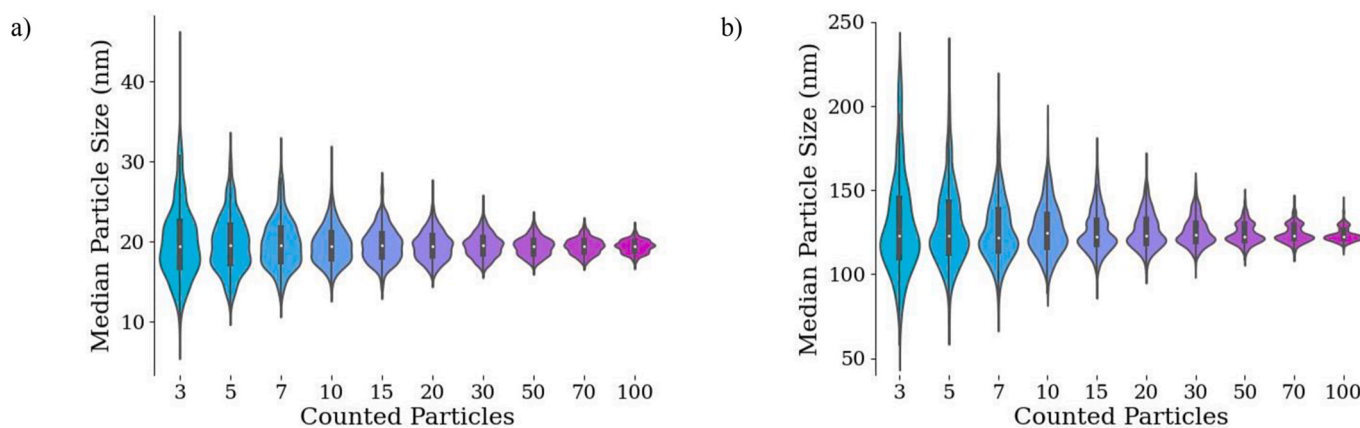 a)
Median Particle Size (nm)
40
30
20
10
3 5 7 10 15 20 30 50 70 100
Counted Particles
b)
Median Particle Size (nm)
250
200
150
100
50
3 5 7 10 15 20 30 50 70 100
Counted Particles